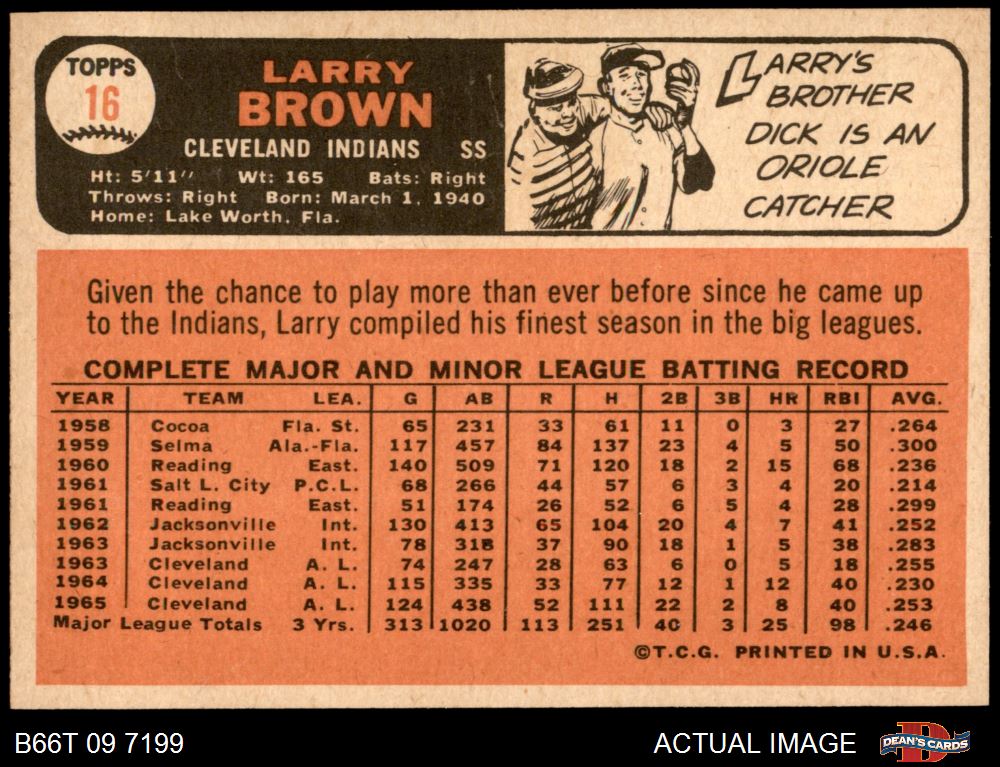 TOPPS
16
LARRY
BROWN
CLEVELAND INDIANS SS
Ht: 5'11" Wt: 165 Bats: Right
Throws: Right Born: March 1, 1940
Home: Lake Worth, Fla.
LARRY'S
BROTHER
DICK IS AN
ORIOLE
CATCHER
Given the chance to play more than ever before since he came up
to the Indians, Larry compiled his finest season in the big leagues.
COMPLETE MAJOR AND MINOR LEAGUE BATTING RECORD
YEAR TEAM LEA. G AB R H 2B 3B HR RBI AVG.
1958 Cocoa Fla. St. 65 231 33 61 11 0 3 27 .264
1959 Selma Ala.-Fla. 117 457 84 137 23 4 5 50 .300
1960 Reading East. 140 509 71 120 18 2 15 68 .236
1961 Salt L. City P.C.L. 68 266 44 57 6 3 4 20 .214
1961 Reading East. 51 174 26 52 6 5 4 28 .299
1962 Jacksonville Int. 130 413 65 104 20 4 7 41 .252
1963 Jacksonville Int. 78 318 37 90 18 1 5 38 .283
1963 Cleveland A. L. 74 247 28 63 6 0 5 18 .255
1964 Cleveland A. L. 115 335 33 77 12 1 12 40 .230
1965 Cleveland A. L. 124 438 52 111 22 2 8 40 .253
Major League Totals 3 Yrs. 313 1020 113 251 40 3 25 98 .246
©T.C.G. PRINTED IN U.S.A.
B66T 09 7199
ACTUAL IMAGE
DEAN'S CARDS